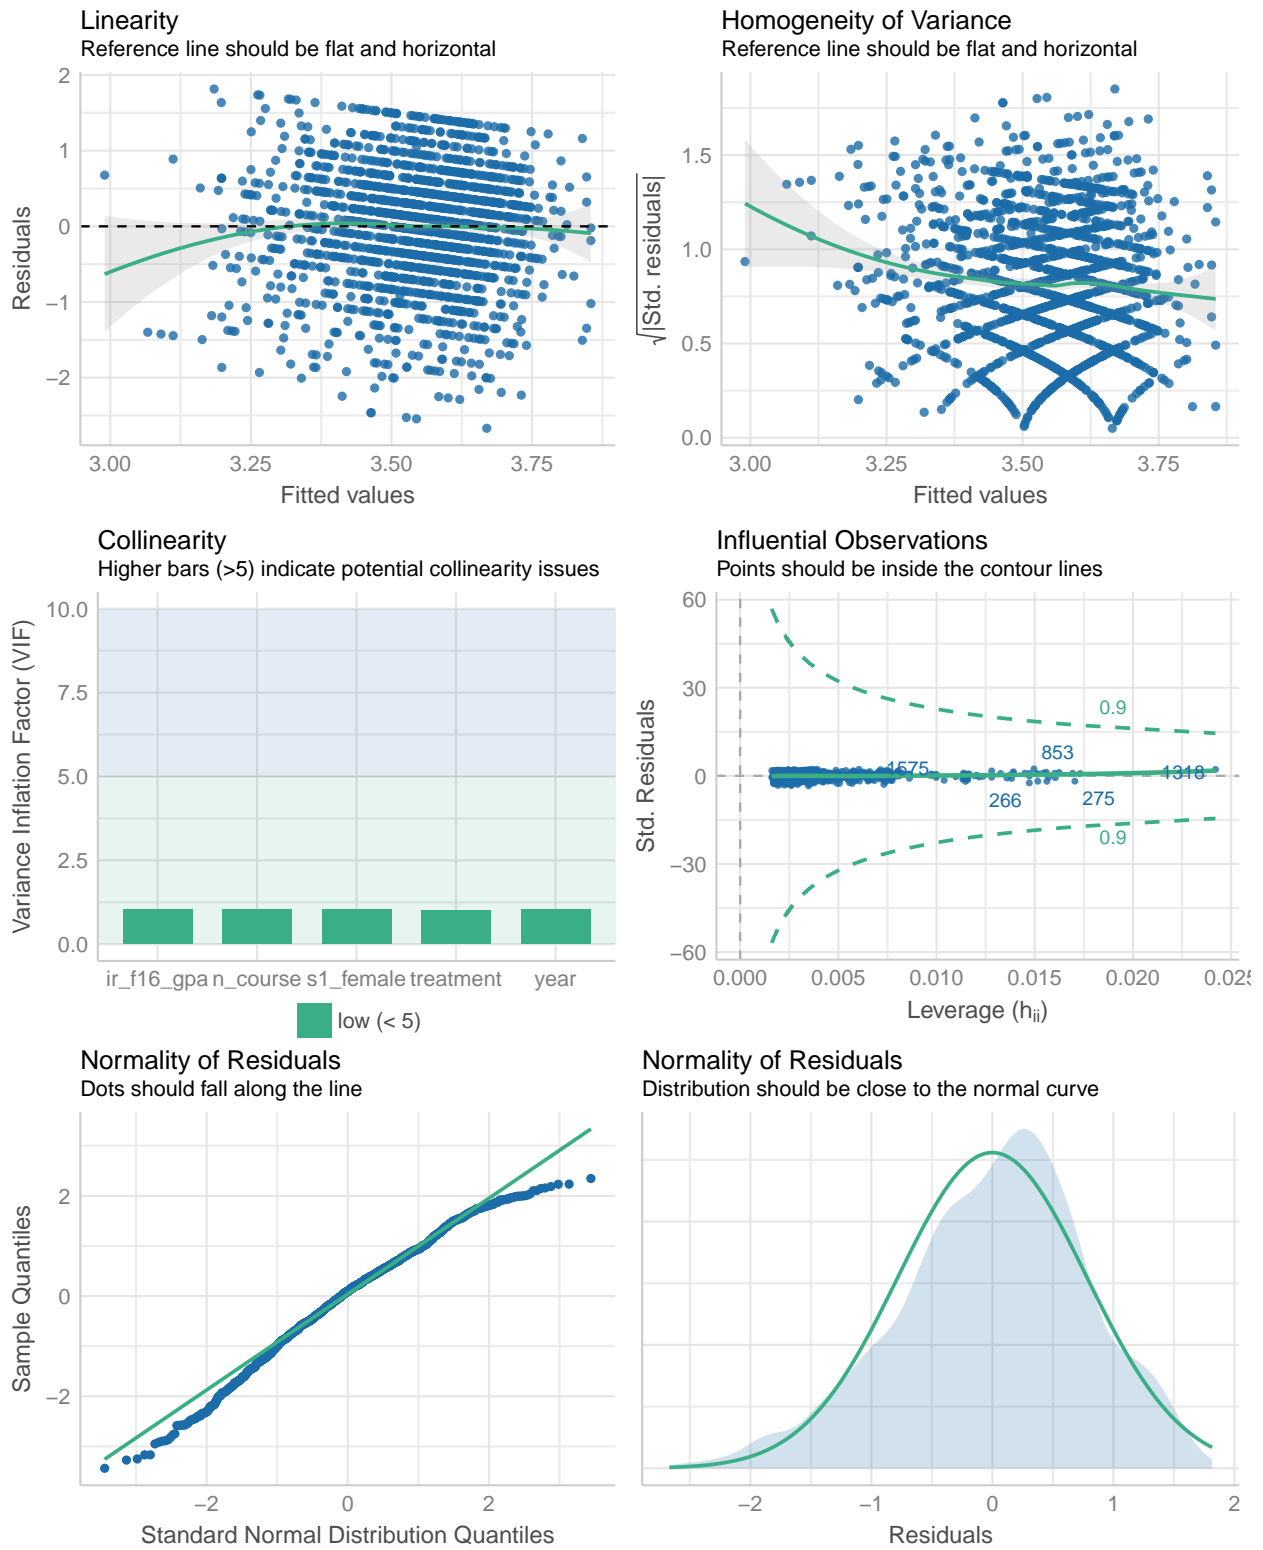 Linearity
Reference line should be flat and horizontal
2
1
0
−1
−2
Residuals
3.00 3.25 3.50 3.75
Fitted values
Homogeneity of Variance
Reference line should be flat and horizontal
1.5
1.0
0.5
0.0
√|Std. residuals|
3.00 3.25 3.50 3.75
Fitted values
Collinearity
Higher bars (>5) indicate potential collinearity issues
10.0
7.5
5.0
2.5
0.0
Variance Inflation Factor (VIF)
ir_f16_gpa n_course s1_female treatment year
low (< 5)
Influential Observations
Points should be inside the contour lines
60
30
0
−30
−60
Std. Residuals
0.9
853
1575
1318
266
275
0.9
0.000 0.005 0.010 0.015 0.020 0.025
Leverage (hii)
Normality of Residuals
Dots should fall along the line
2
0
−2
Sample Quantiles
−2 0 2
Standard Normal Distribution Quantiles
Normality of Residuals
Distribution should be close to the normal curve
−2 −1 0 1 2
Residuals